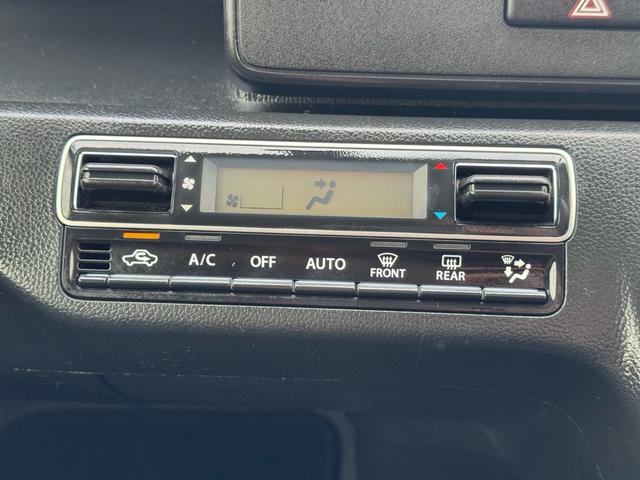 A/C OFF AUTO FRONT REAR